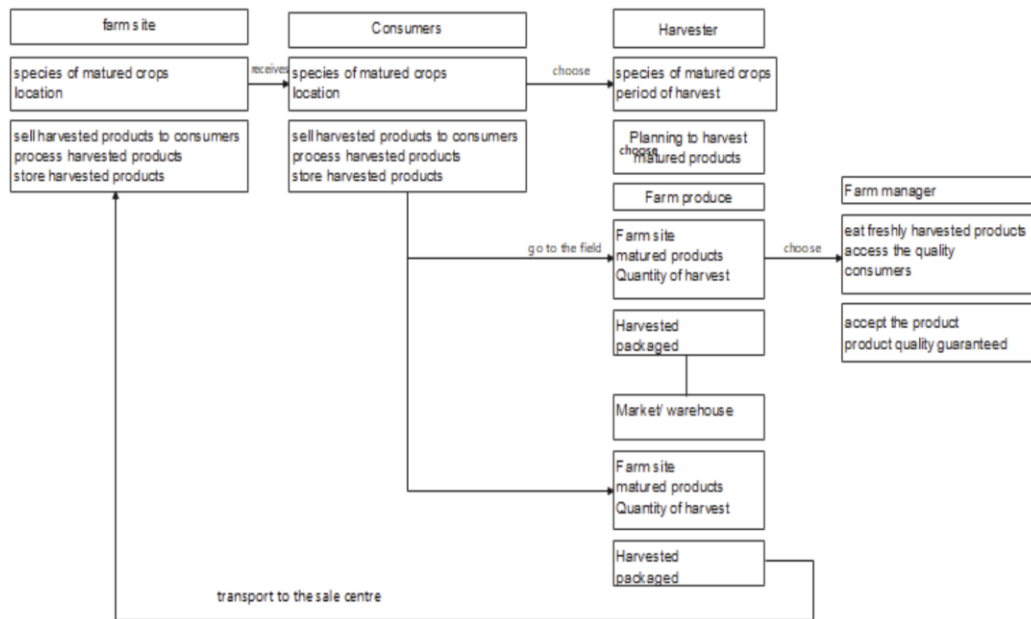 farm site
species of matured crops
location
sell harvested products to consumers
process harvested products
store harvested products
receives
Consumers
species of matured crops
location
sell harvested products to consumers
process harvested products
store harvested products
choose
go to the field
Harvester
species of matured crops
period of harvest
Planning to harvest
choose
matured products
Farm produce
Farm site
matured products
Quantity of harvest
Harvested
packaged
Market/ warehouse
Farm site
matured products
Quantity of harvest
Harvested
packaged
choose
Farm manager
eat freshly harvested products
access the quality
consumers
accept the product
product quality guaranteed
transport to the sale centre